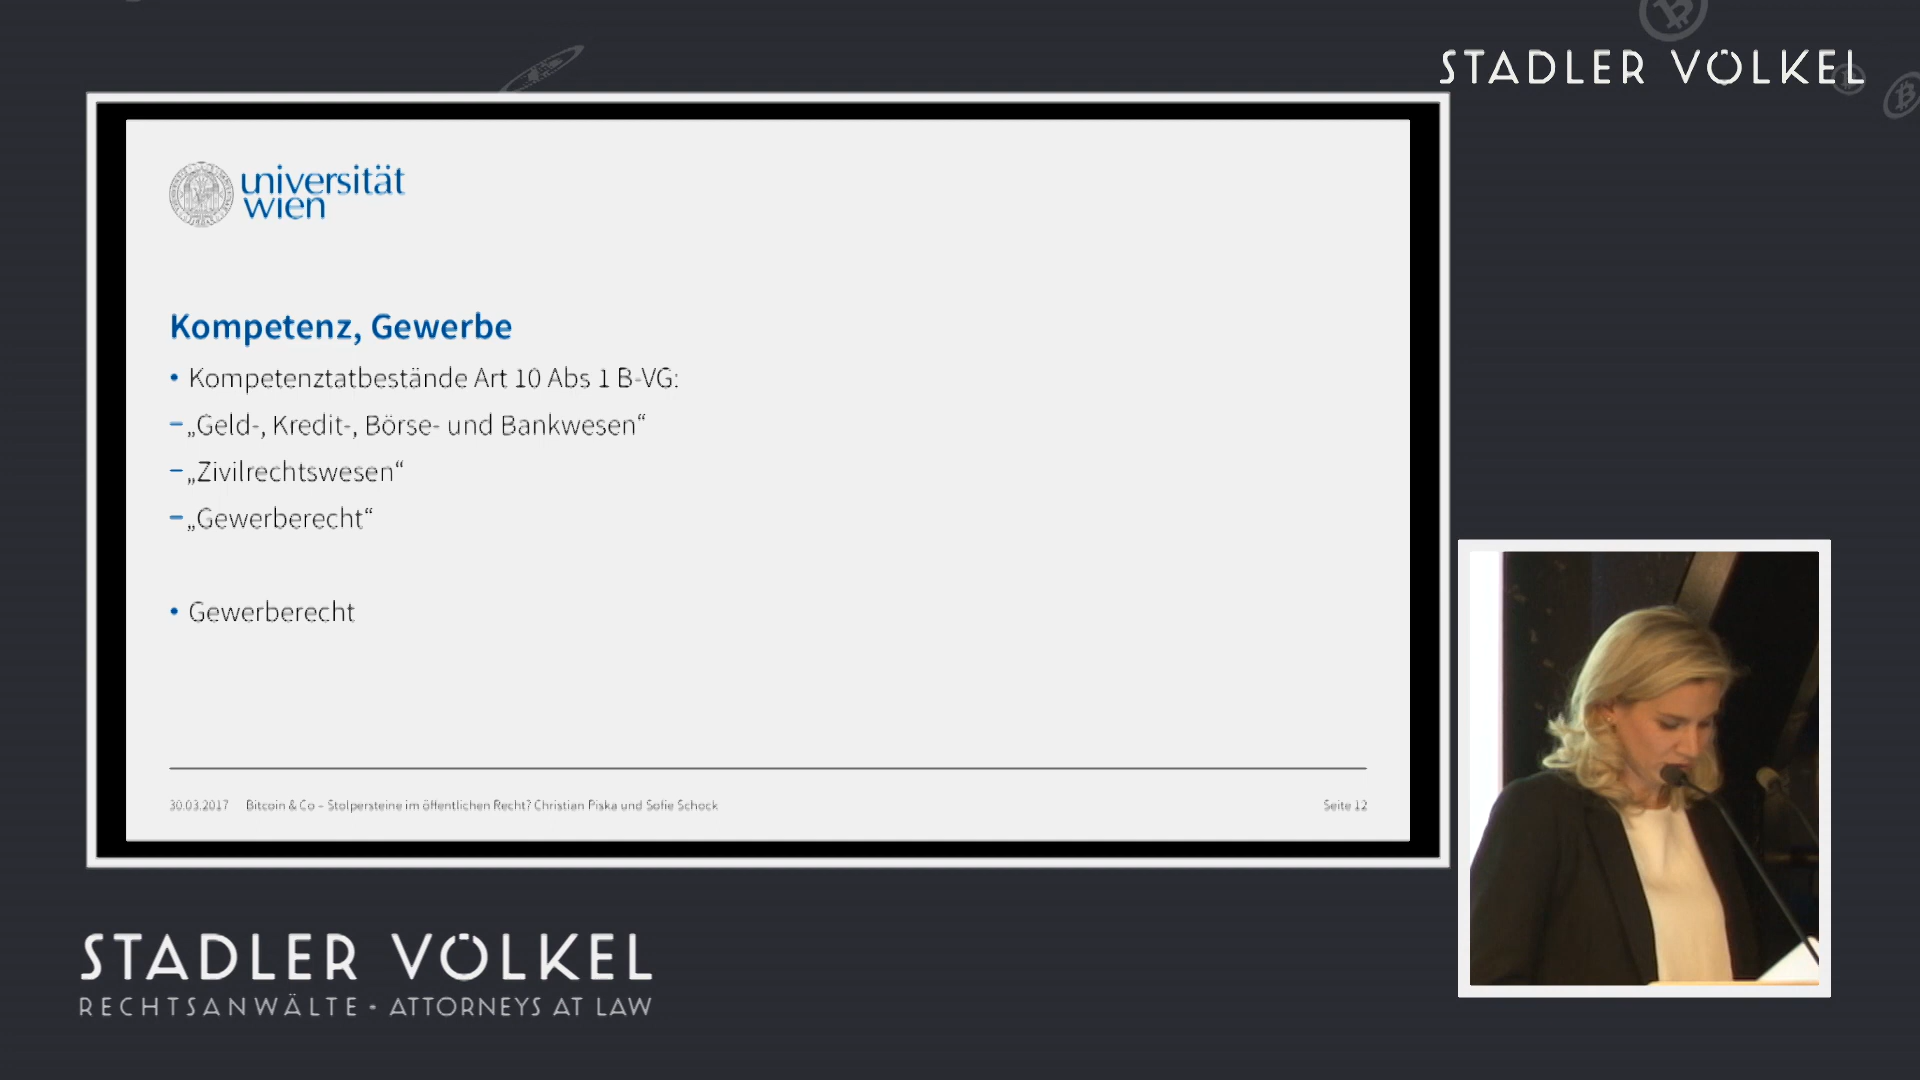 STADLER VÖLKEL
universität
wien
Kompetenz, Gewerbe
• Kompetenztatbestände Art 10 Abs 1 B-VG:
– „Geld-, Kredit-, Börse- und Bankwesen“
– „Zivilrechtswesen“
– „Gewerberecht“
• Gewerberecht
30.03.2017 Bitcoin & Co – Stolpersteine im öffentlichen Recht? Christian Piska und Sofie Schock Seite 12
STADLER VÖLKEL
RECHTSANWÄLTE • ATTORNEYS AT LAW